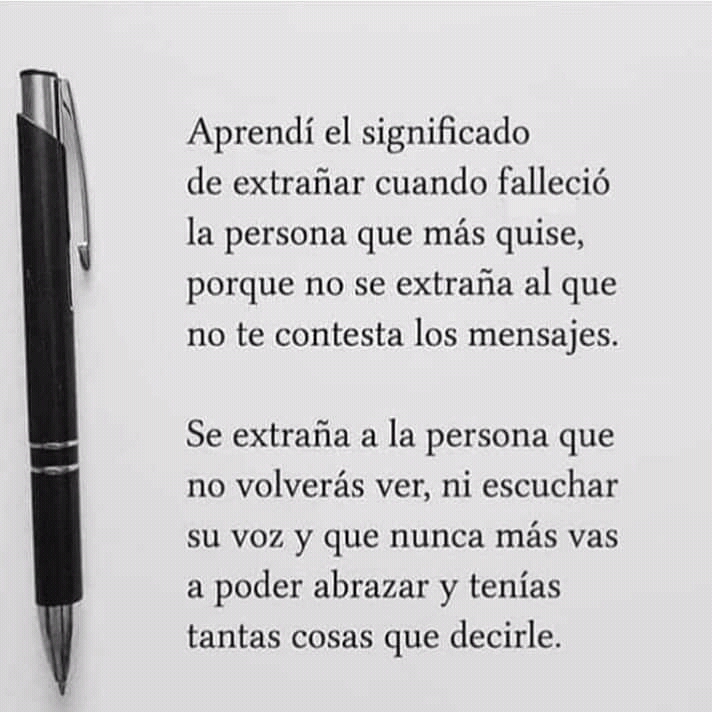 Aprendí el significado
de extrañar cuando falleció
la persona que más quise,
porque no se extraña al que
no te contesta los mensajes.
Se extraña a la persona que
no volverás ver, ni escuchar
su voz y que nunca más vas
a poder abrazar y tenías
tantas cosas que decirle.